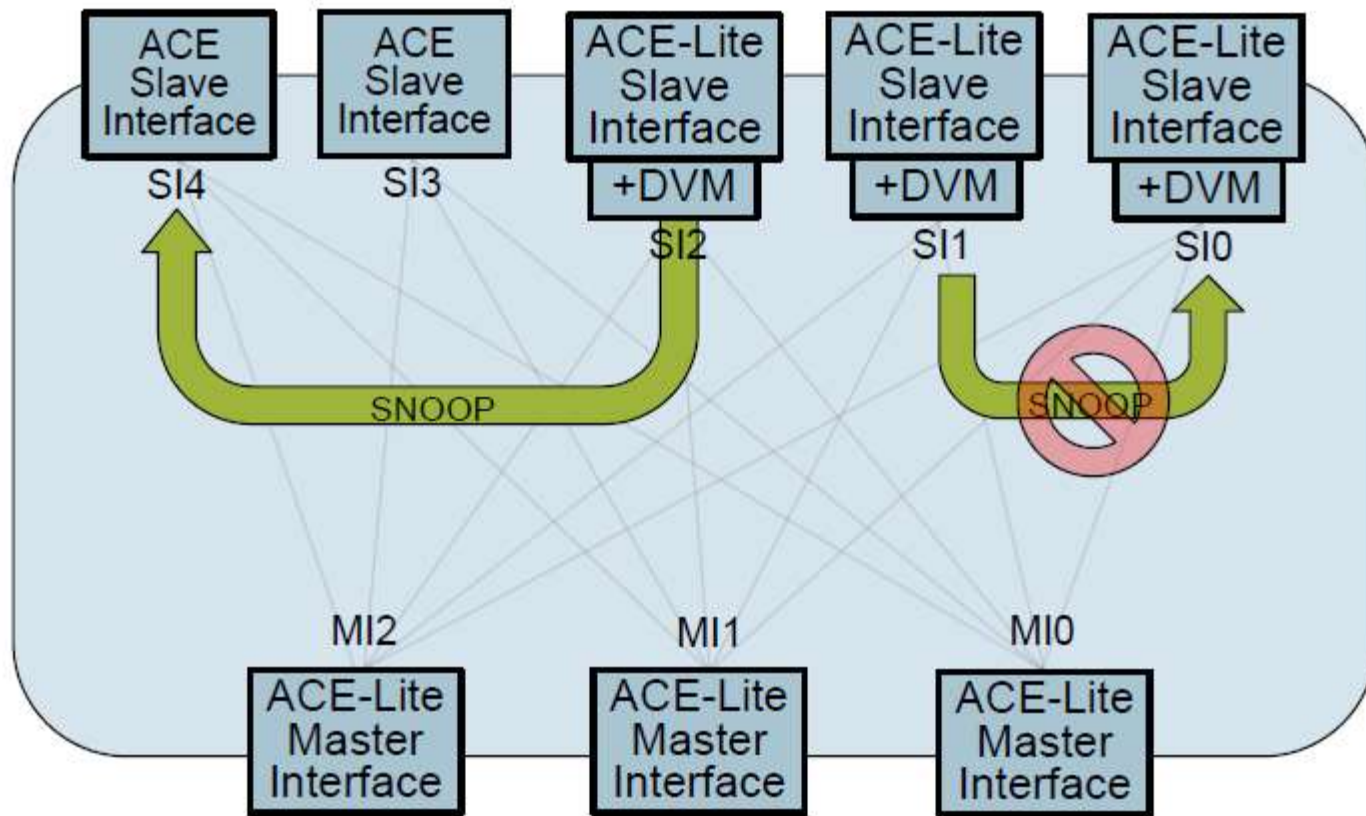 ACE
Slave
Interface
ACE
Slave
Interface
ACE-Lite
Slave
Interface
ACE-Lite
Slave
Interface
ACE-Lite
Slave
Interface
+DVM
+DVM
+DVM
SI4
SI3
SI2
SI1
SI0
SNOOP
SNOOP
MI2
MI1
MI0
ACE-Lite
Master
Interface
ACE-Lite
Master
Interface
ACE-Lite
Master
Interface